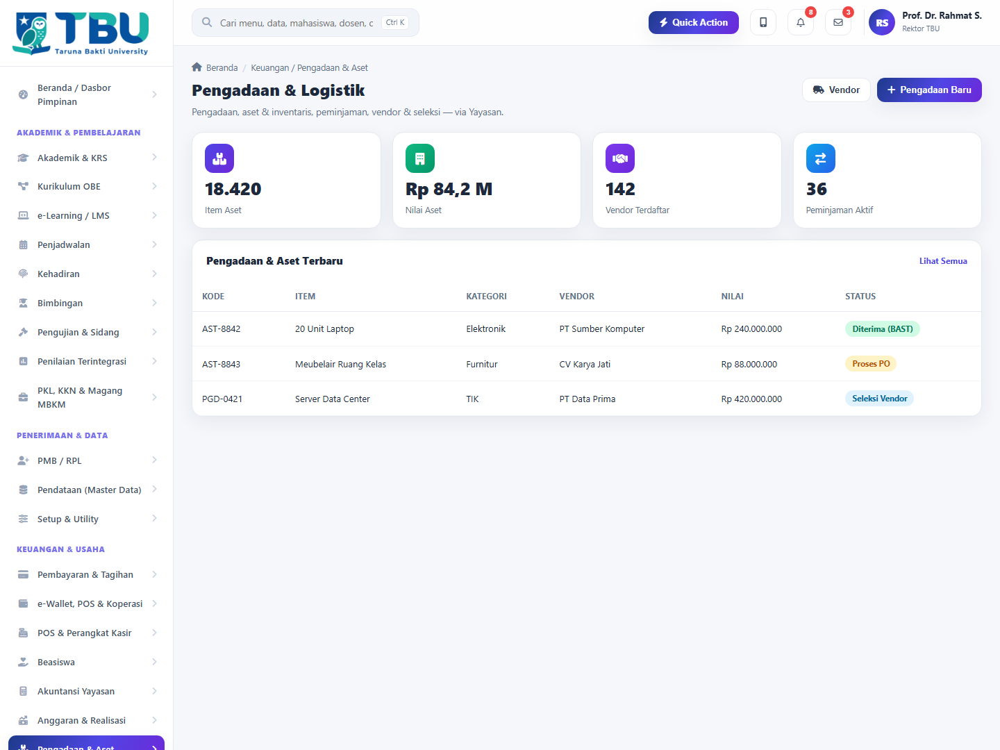 TBU
Taruna Bakti University
Cari menu, data, mahasiswa, dosen, c
Ctrl K
Quick Action
8
3
RS
Prof. Dr. Rahmat S.
Rektor TBU
Beranda / Dasbor
Pimpinan
AKADEMIK & PEMBELAJARAN
Akademik & KRS
Kurikulum OBE
e-Learning / LMS
Penjadwalan
Kehadiran
Bimbingan
Pengujian & Sidang
Penilaian Terintegrasi
PKL, KKN & Magang
MBKM
PENERIMAAN & DATA
PMB / RPL
Pendataan (Master Data)
Setup & Utility
KEUANGAN & USAHA
Pembayaran & Tagihan
e-Wallet, POS & Koperasi
POS & Perangkat Kasir
Beasiswa
Akuntansi Yayasan
Anggaran & Realisasi
Pengadaan & Aset
Beranda / Keuangan / Pengadaan & Aset
Pengadaan & Logistik
Pengadaan, aset & inventaris, peminjaman, vendor & seleksi — via Yayasan.
Vendor
Pengadaan Baru
18.420
Item Aset
Rp 84,2 M
Nilai Aset
142
Vendor Terdaftar
36
Peminjaman Aktif
Pengadaan & Aset Terbaru
Lihat Semua
KODE ITEM KATEGORI VENDOR NILAI STATUS
AST-8842 20 Unit Laptop Elektronik PT Sumber Komputer Rp 240.000.000 Diterima (BAST)
AST-8843 Meubelair Ruang Kelas Furnitur CV Karya Jati Rp 88.000.000 Proses PO
PGD-0421 Server Data Center TIK PT Data Prima Rp 420.000.000 Seleksi Vendor